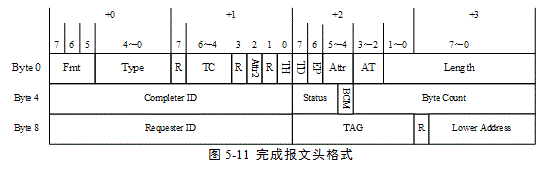 +0 +1 +2 +3
7 6 5 4~0 7 6~4 3 2 1 0 7 6 5~4 3~2 1~0 7~0
Byte 0 Fmt Type R TC R Attr2 R TH TD EP Attr AT Length
Byte 4 Completer ID Status BCM Byte Count
Byte 8 Requester ID TAG R Lower Address
图 5-11 完成报文头格式